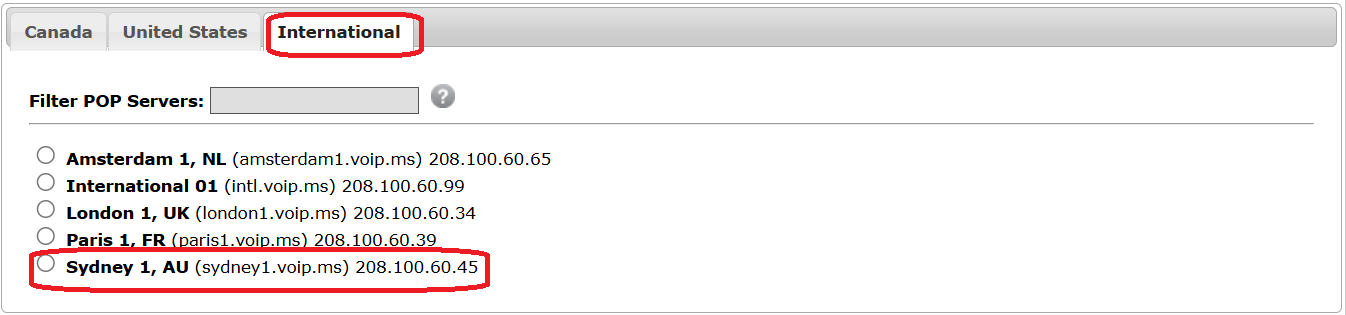 Canada United States International
Filter POP Servers: ?
Amsterdam 1, NL (amsterdam1.voip.ms) 208.100.60.65
International 01 (intl.voip.ms) 208.100.60.99
London 1, UK (london1.voip.ms) 208.100.60.34
Paris 1, FR (paris1.voip.ms) 208.100.60.39
Sydney 1, AU (sydney1.voip.ms) 208.100.60.45